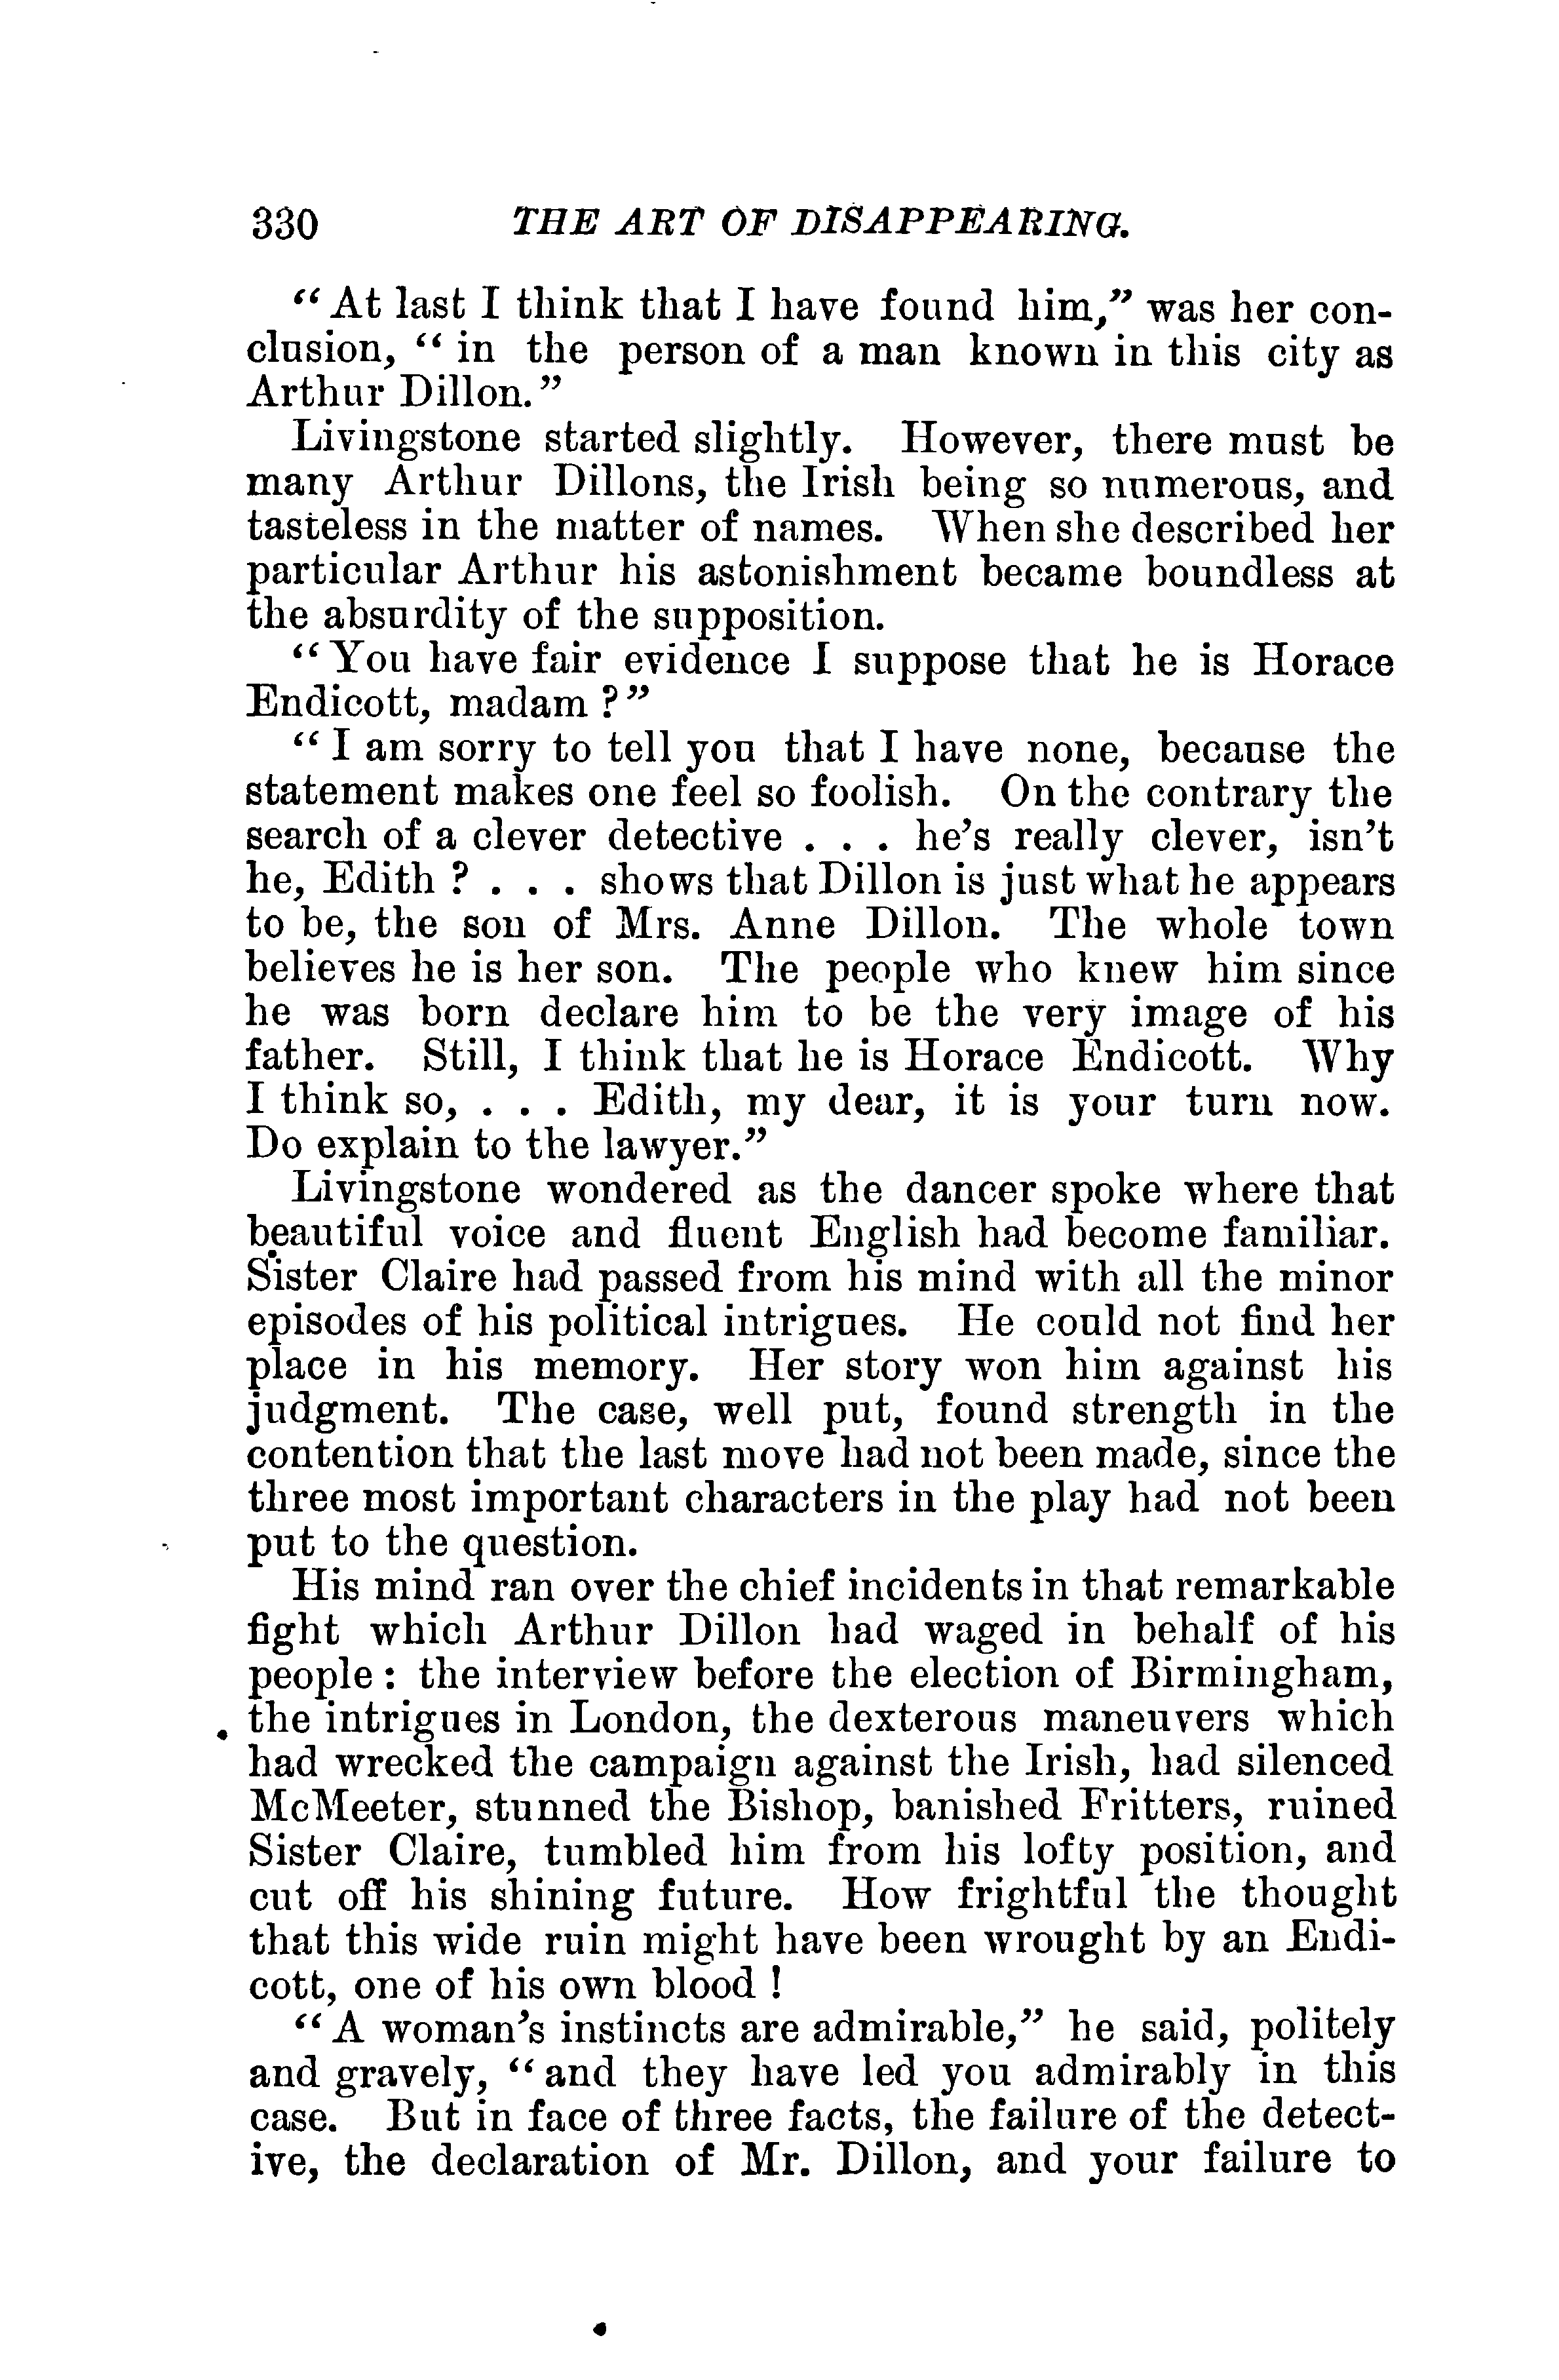 330 THE ART OF DISAPPEARING.
“At last I think that I have found him,” was her con-
clusion, “in the person of a man known in this city as
Arthur Dillon.”
Livingstone started slightly. However, there must be
many Arthur Dillons, the Irish being so numerous, and
tasteless in the matter of names. When she described her
particular Arthur his astonishment became boundless at
the absurdity of the supposition.
“You have fair evidence I suppose that he is Horace
Endicott, madam?”
“I am sorry to tell you that I have none, because the
statement makes one feel so foolish. On the contrary the
search of a clever detective . . . he’s really clever, isn’t
he, Edith? . . . shows that Dillon is just what he appears
to be, the son of Mrs. Anne Dillon. The whole town
believes he is her son. The people who knew him since
he was born declare him to be the very image of his
father. Still, I think that he is Horace Endicott. Why
I think so, . . . Edith, my dear, it is your turn now.
Do explain to the lawyer.”
Livingstone wondered as the dancer spoke where that
beautiful voice and fluent English had become familiar.
Sister Claire had passed from his mind with all the minor
episodes of his political intrigues. He could not find her
place in his memory. Her story won him against his
judgment. The case, well put, found strength in the
contention that the last move had not been made, since the
three most important characters in the play had not been
put to the question.
His mind ran over the chief incidents in that remarkable
fight which Arthur Dillon had waged in behalf of his
people: the interview before the election of Birmingham,
the intrigues in London, the dexterous maneuvers which
had wrecked the campaign against the Irish, had silenced
McMeeter, stunned the Bishop, banished Fritters, ruined
Sister Claire, tumbled him from his lofty position, and
cut off his shining future. How frightful the thought
that this wide ruin might have been wrought by an Endi-
cott, one of his own blood!
“A woman’s instincts are admirable,” he said, politely
and gravely, “and they have led you admirably in this
case. But in face of three facts, the failure of the detect-
ive, the declaration of Mr. Dillon, and your failure to